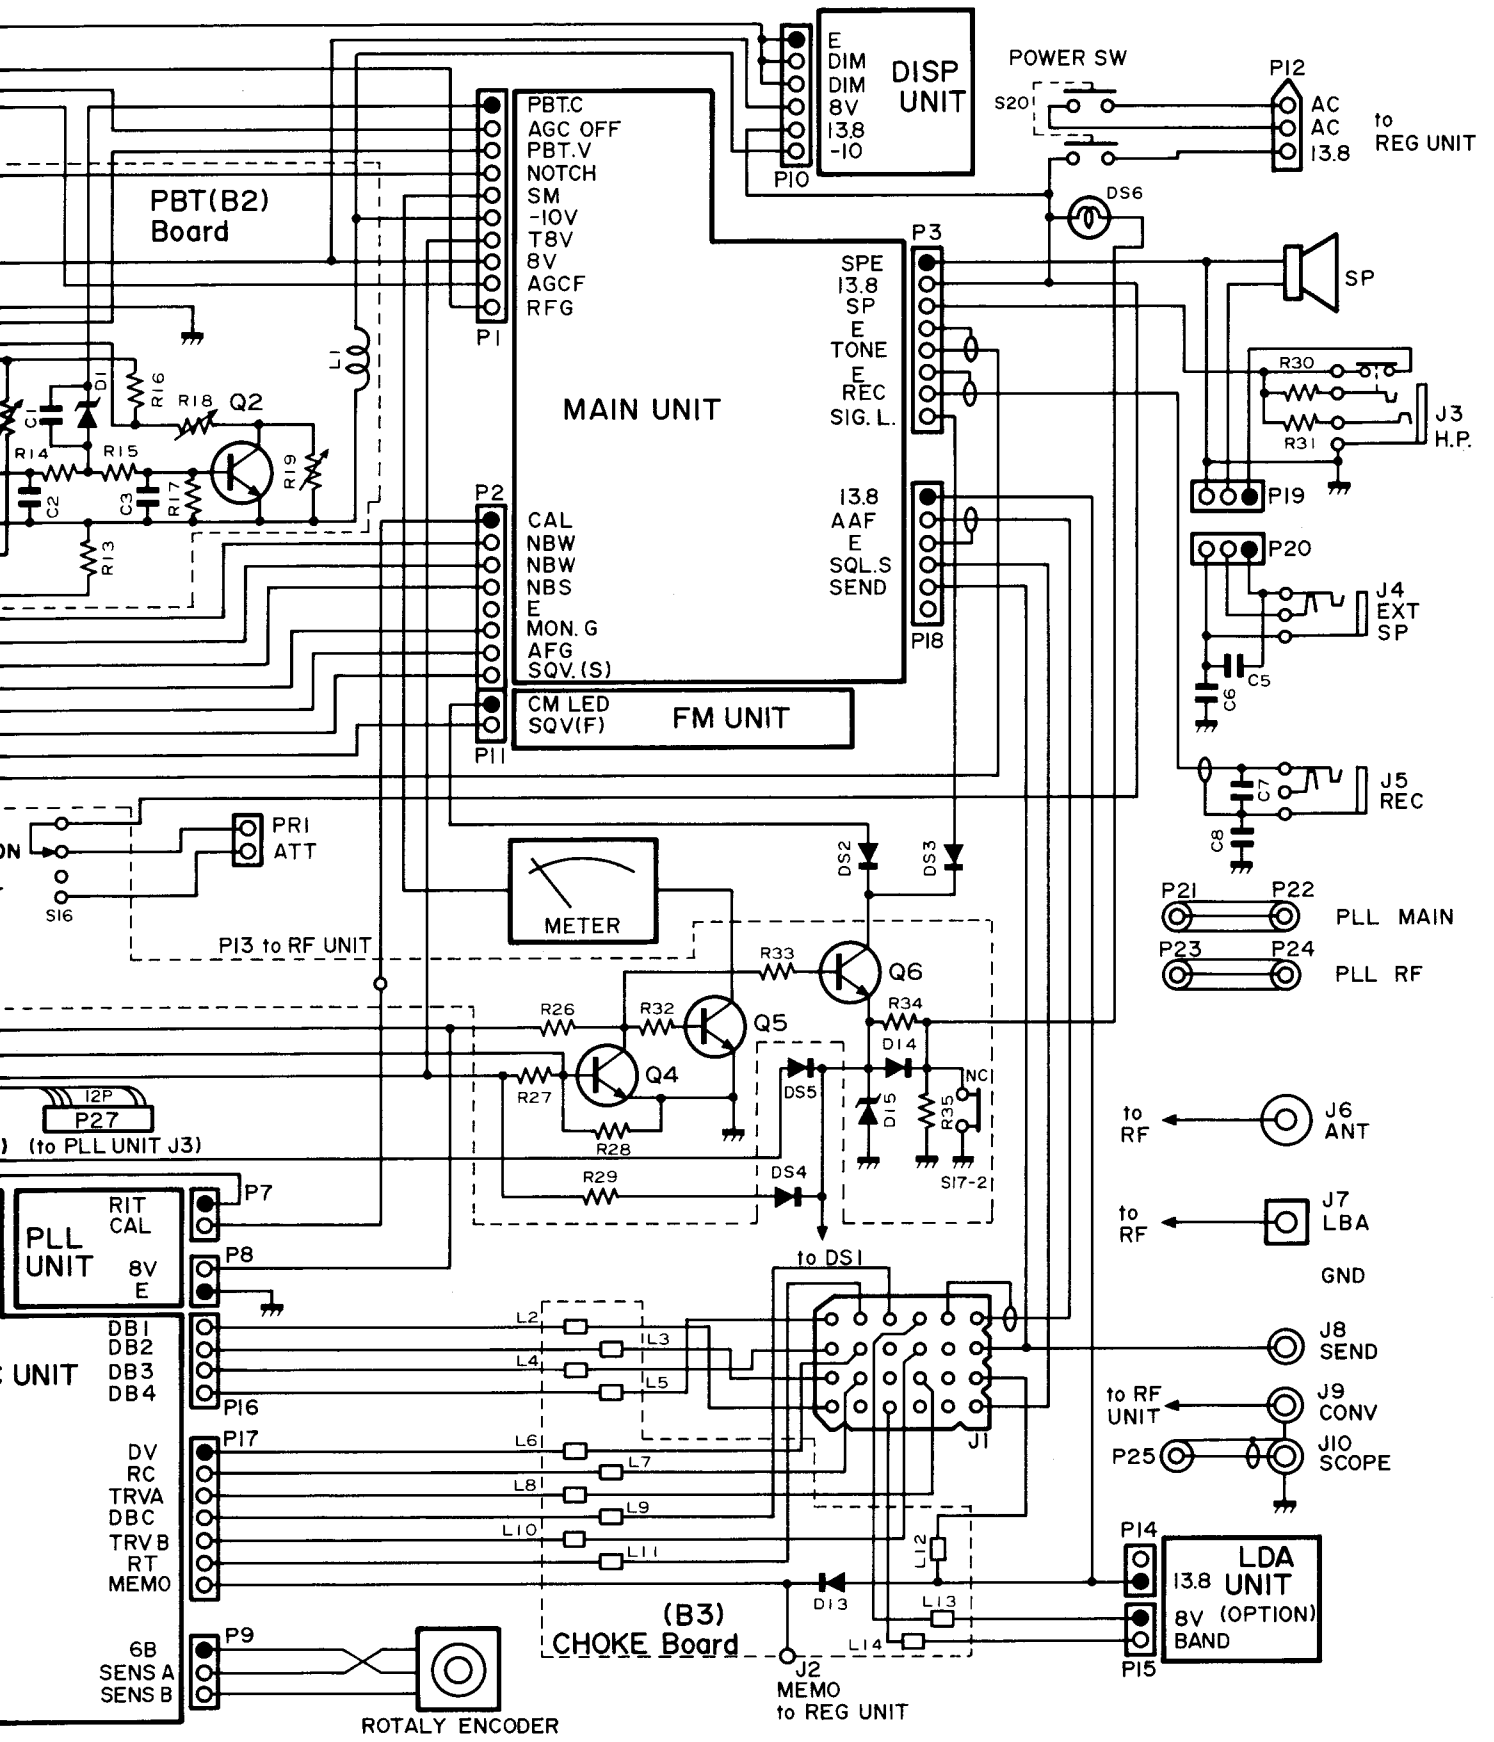 E
DIM
DIM
8V
13.8
-10
P10
DISP
UNIT
POWER SW
S20
P12
AC
AC
13.8
to
REG UNIT
DS6
PBT.C
AGC OFF
PBT.V
NOTCH
SM
-10V
T8V
8V
AGCF
RFG
P1
PBT(B2)
Board
MAIN UNIT
P3
SPE
13.8
SP
E
TONE
E
REC
SIG. L.
SP
L1
D1
R16
R18
Q2
C1
R14
R15
R19
C2
C3
R17
R13
R30
R31
J3
H.P.
P19
P20
P2
CAL
NBW
NBW
NBS
E
MON. G
AFG
SQV. (S)
13.8
AAF
E
SQL.S
SEND
P18
J4
EXT
SP
C5
C6
CM LED
SQV(F)
FM UNIT
P11
J5
REC
C7
C8
ON
PRI
ATT
S16
P13 to RF UNIT
METER
DS2
DS3
P21
P22
PLL MAIN
P23
P24
PLL RF
R33
Q6
R34
R26
R32
Q5
D14
Q4
R27
DS5
D15
R35
NC
R28
R29
DS4
S17-2
to DS1
12P
P27
) (to PLL UNIT J3)
to
RF
J6
ANT
to
RF
J7
LBA
GND
P7
RIT
CAL
PLL
UNIT
P8
8V
E
DB1
DB2
DB3
DB4
P16
C UNIT
L2
L3
L4
L5
J1
J8
SEND
to RF
UNIT
J9
CONV
P25
J10
SCOPE
P17
DV
RC
TRVA
DBC
TRV B
RT
MEMO
L6
L7
L8
L9
L10
L11
L12
D13
L13
L14
P14
13.8
LDA
UNIT
(OPTION)
8V
BAND
P15
(B3)
CHOKE Board
J2
MEMO
to REG UNIT
P9
6B
SENS A
SENS B
ROTALY ENCODER